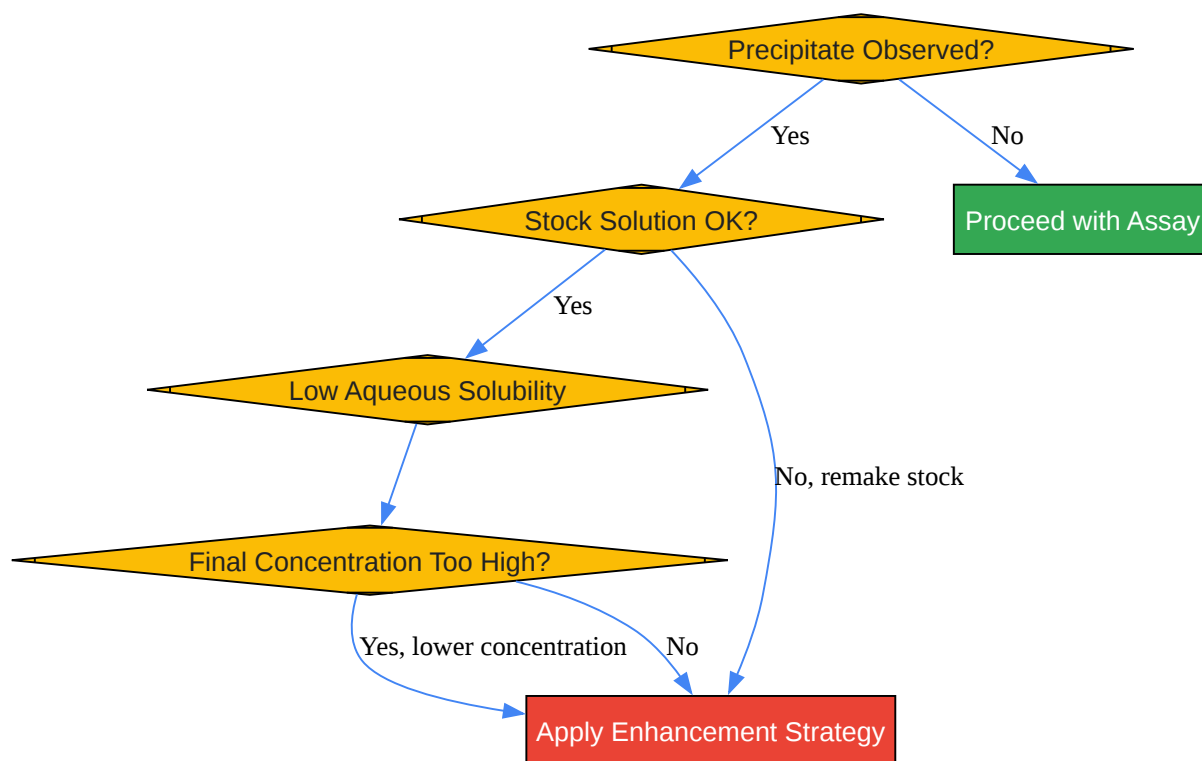 Precipitate Observed?
Yes
No
Stock Solution OK?
Proceed with Assay
Yes
Low Aqueous Solubility
No, remake stock
Final Concentration Too High?
Yes, lower concentration
No
Apply Enhancement Strategy